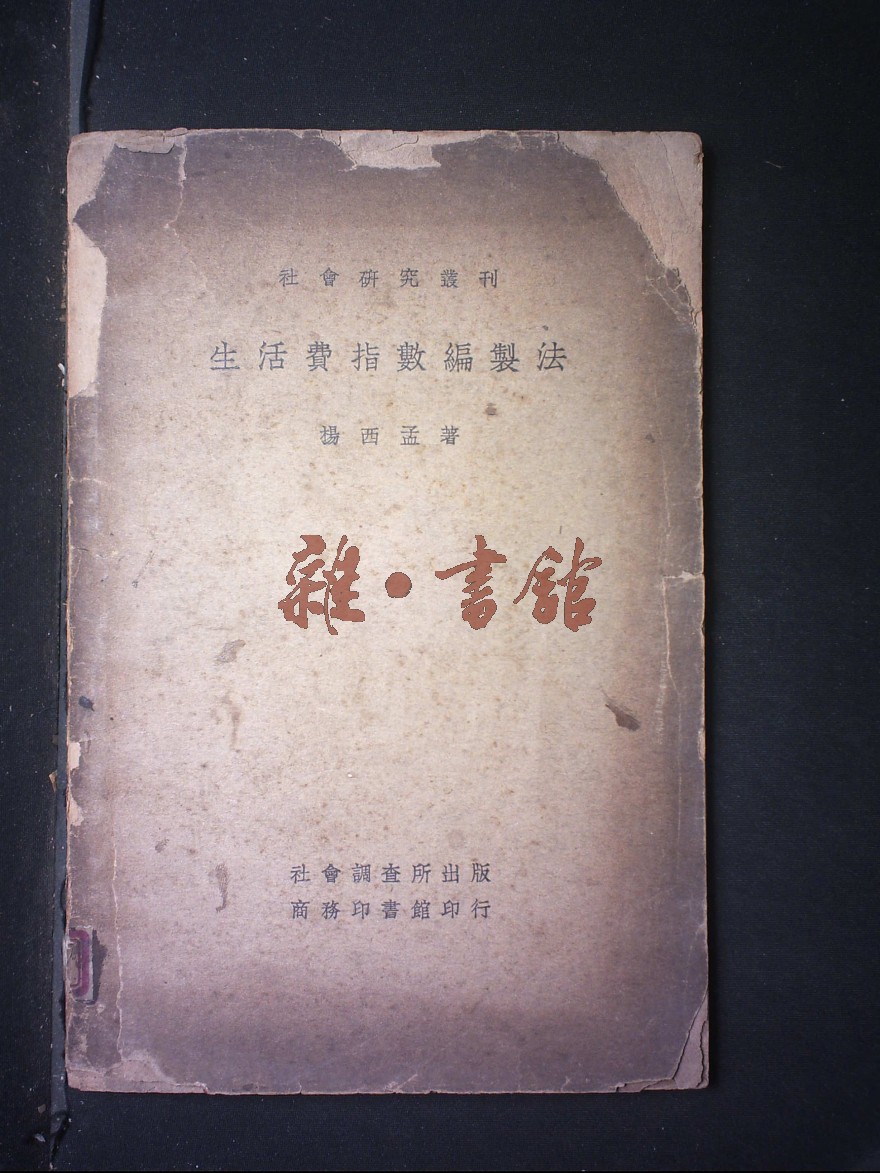 社會研究叢刊
生活費指數編製法
楊西孟著
雜·書館
社會調查所出版
商務印書館印行